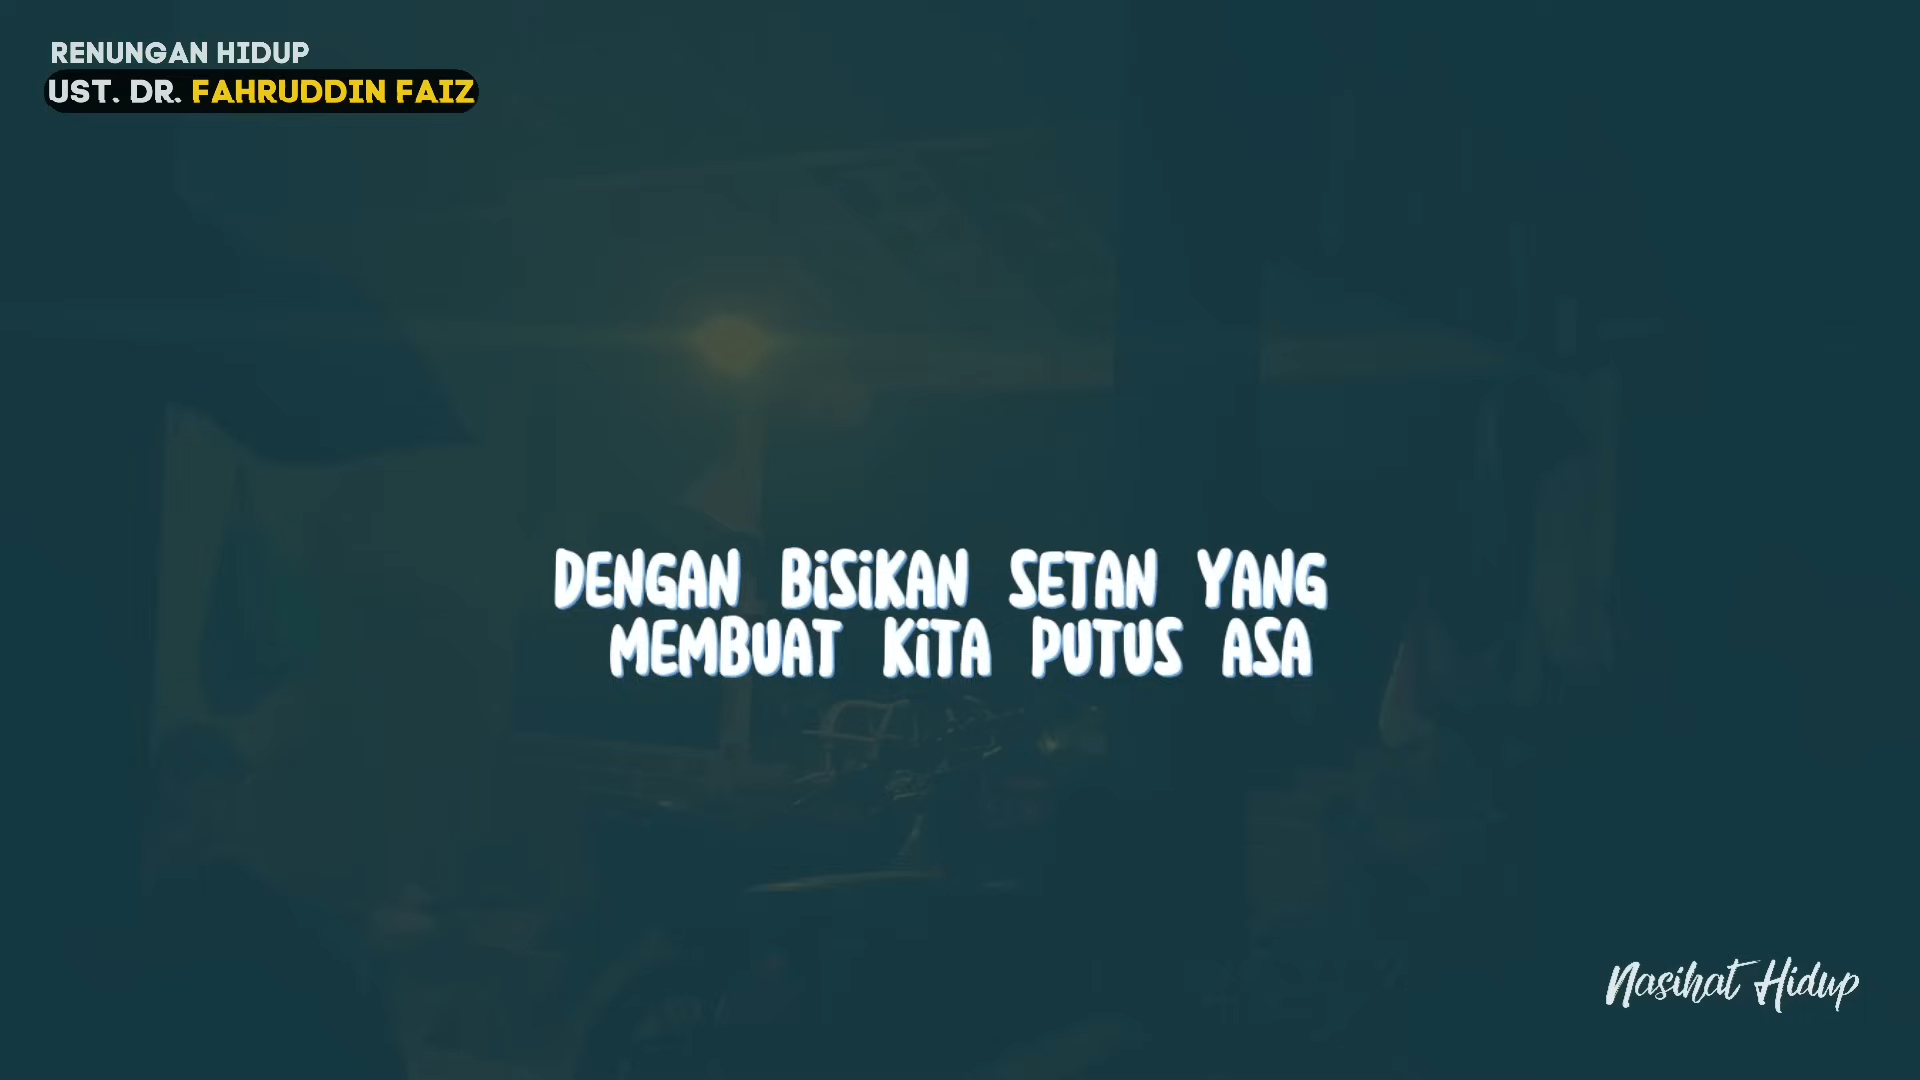 RENUNGAN HIDUP
UST. DR. FAHRUDDIN FAIZ
DENGAN BiSiKAN SETAN YANG
MEMBUAT KiTA PUTUS ASA
Nasihat Hidup